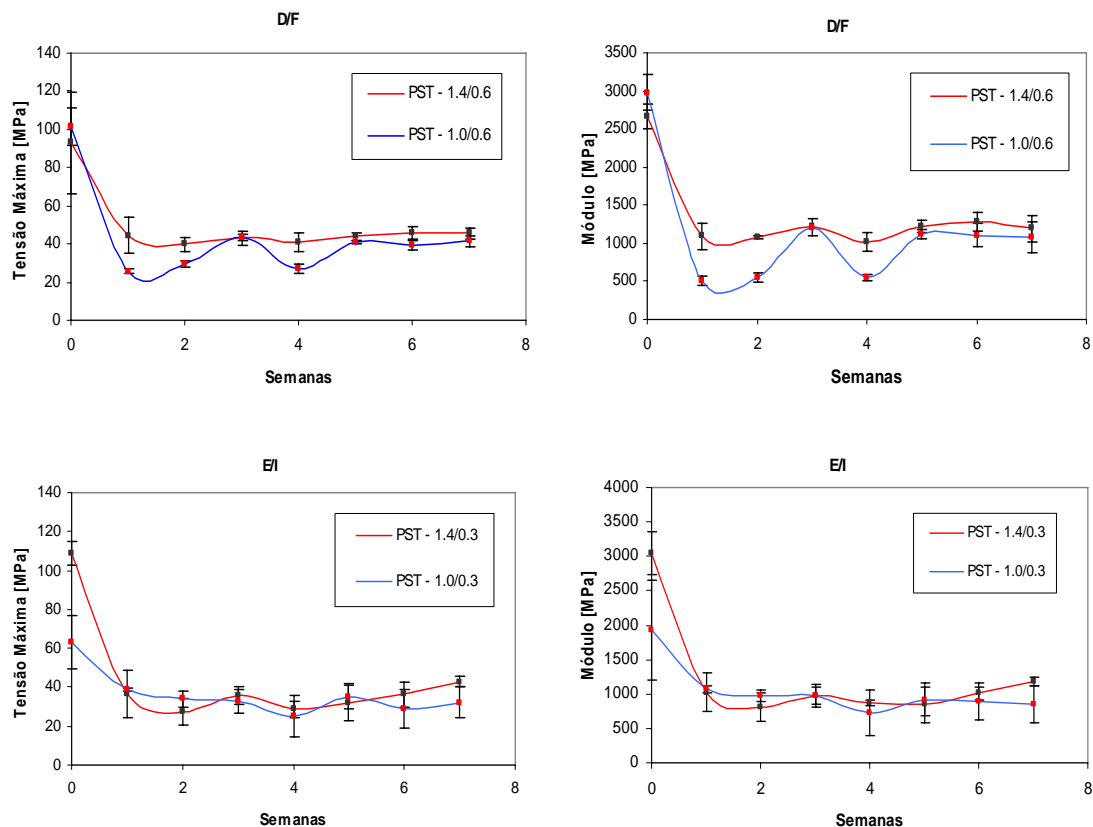 D/F
Tensão Máxima [MPa]
140
120
100
80
60
40
20
0
PST - 1.4/0.6
PST - 1.0/0.6
0 2 4 6 8
Semanas
D/F
Módulo [MPa]
3500
3000
2500
2000
1500
1000
500
0
PST - 1.4/0.6
PST - 1.0/0.6
0 2 4 6 8
Semanas
E/I
Tensão Máxima [MPa]
140
120
100
80
60
40
20
0
PST - 1.4/0.3
PST - 1.0/0.3
0 2 4 6 8
Semanas
E/I
Módulo [MPa]
4000
3500
3000
2500
2000
1500
1000
500
0
PST - 1.4/0.3
PST - 1.0/0.3
0 2 4 6 8
Semanas